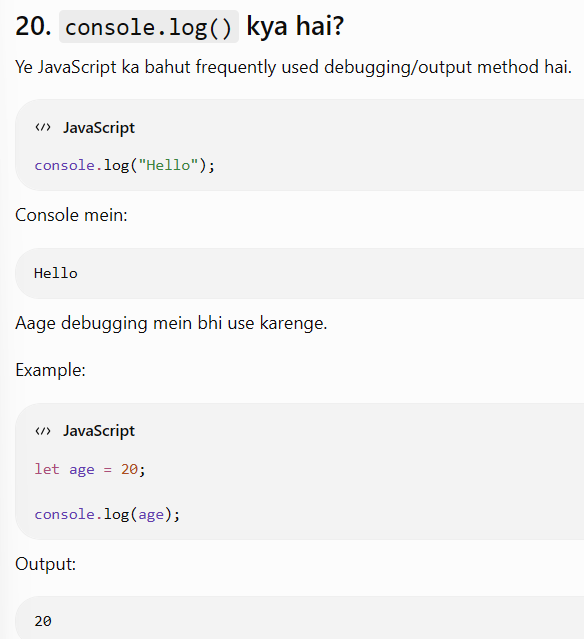 20. console.log() kya hai?
Ye JavaScript ka bahut frequently used debugging/output method hai.
</> JavaScript
console.log("Hello");
Console mein:
Hello
Aage debugging mein bhi use karenge.
Example:
</> JavaScript
let age = 20;
console.log(age);
Output:
20